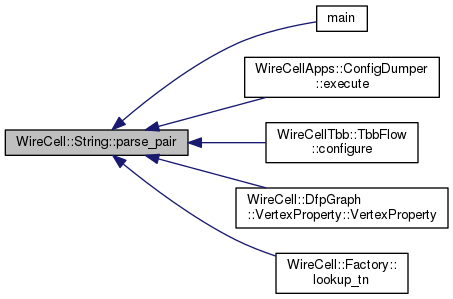 main
WireCellApps::ConfigDumper
::execute
WireCell::String::parse_pair
WireCellTbb::TbbFlow
::configure
WireCell::DfpGraph
::VertexProperty::VertexProperty
WireCell::Factory::
lookup_tn